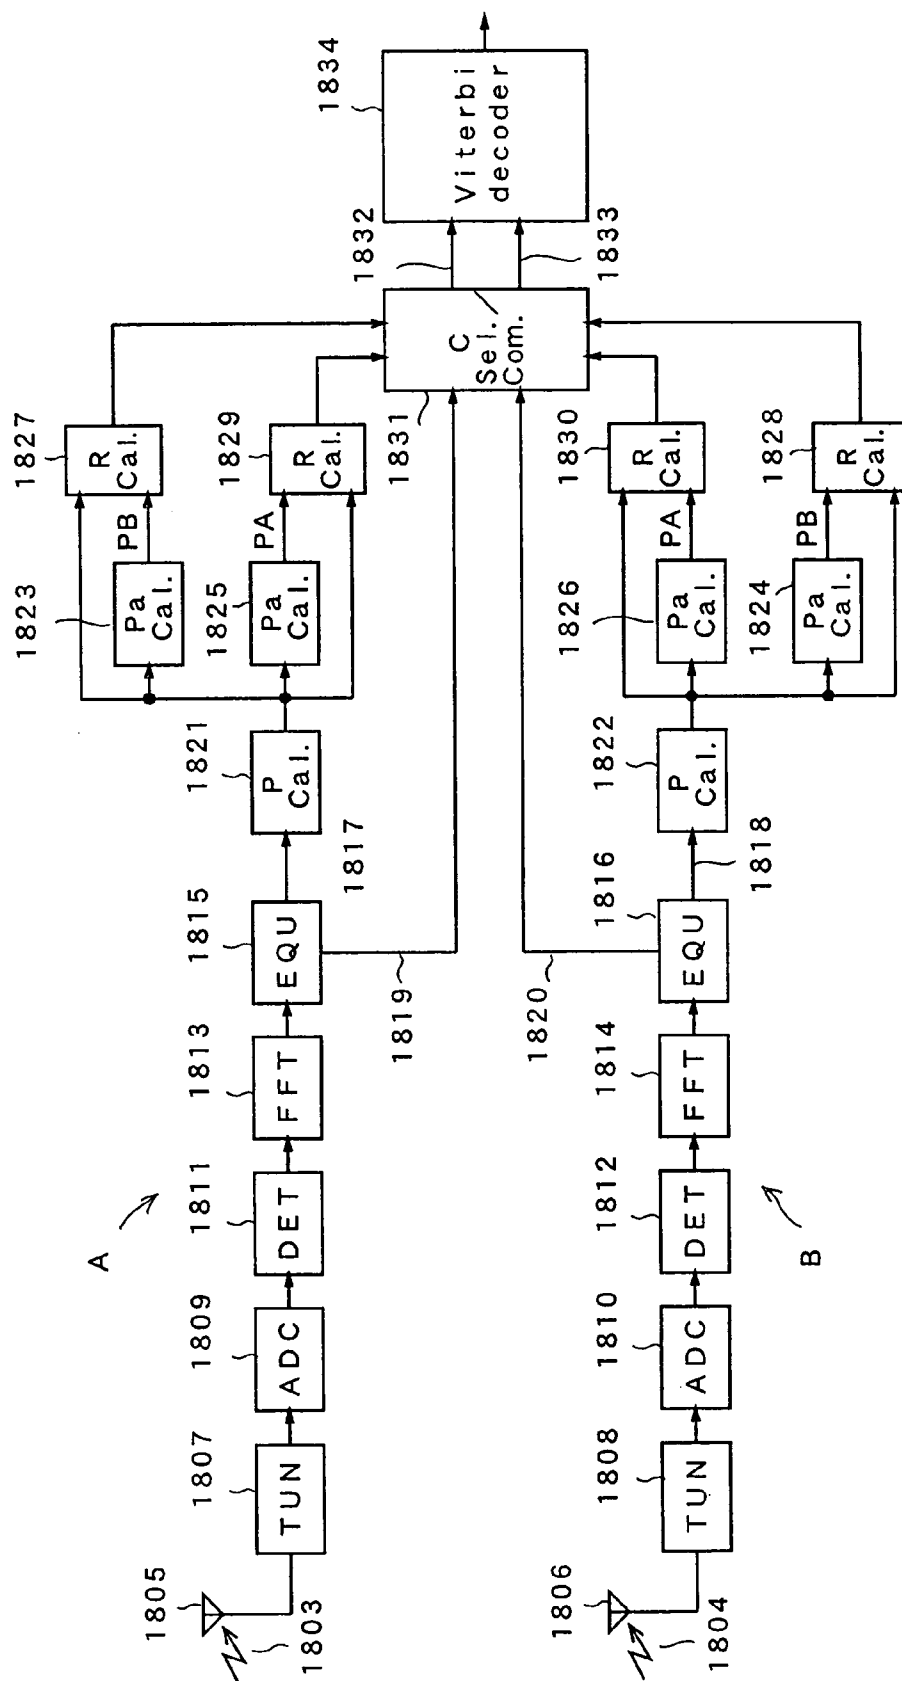 1805
1803
1807
TUN
1809
ADC
A
1811
DET
1813
FFT
1815
EQU
1817
1819
1821
P
Cal.
1823
Pa
Cal.
PB
1827
R
Cal.
1825
Pa
Cal.
PA
1829
R
Cal.
1831
C
Sel./
Com.
1832
1833
1834
Viterbi
decoder
1806
1804
1808
TUN
1810
ADC
B
1812
DET
1814
FFT
1816
EQU
1818
1820
1822
P
Cal.
1826
Pa
Cal.
PA
1830
R
Cal.
1824
Pa
Cal.
PB
1828
R
Cal.